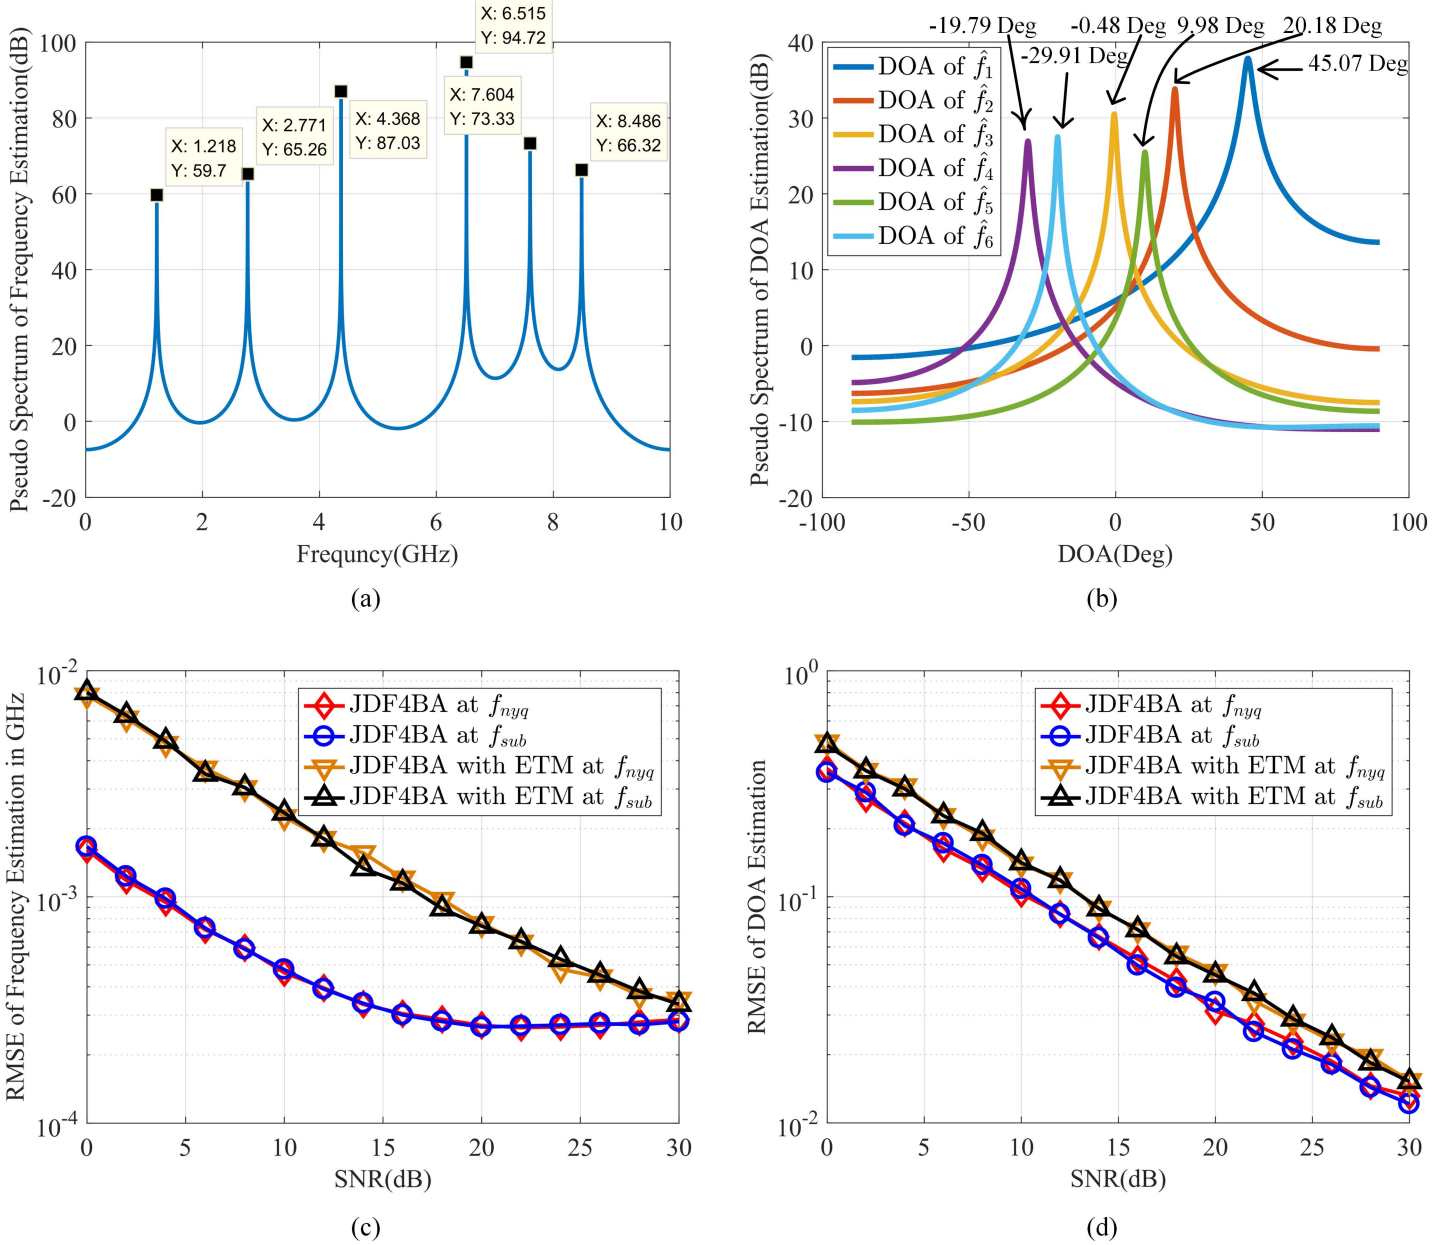 X: 6.515
Y: 94.72
X: 7.604
Y: 73.33
X: 2.771
Y: 65.26
X: 4.368
Y: 87.03
X: 8.486
Y: 66.32
X: 1.218
Y: 59.7
100
80
60
40
20
0
-20
0 2 4 6 8 10
Pseudo Spectrum of Frequency Estimation(dB)
Frequncy(GHz)
(a)
-19.79 Deg
-0.48 Deg
9.98 Deg
20.18 Deg
-29.91 Deg
45.07 Deg
DOA of f̂1
DOA of f̂2
DOA of f̂3
DOA of f̂4
DOA of f̂5
DOA of f̂6
40
30
20
10
0
-10
-20
-100 -50 0 50 100
Pseudo Spectrum of DOA Estimation(dB)
DOA(Deg)
(b)
JDF4BA at fnyq
JDF4BA at fsub
JDF4BA with ETM at fnyq
JDF4BA with ETM at fsub
10-2
10-3
10-4
0 5 10 15 20 25 30
RMSE of Frequency Estimation in GHz
SNR(dB)
(c)
JDF4BA at fnyq
JDF4BA at fsub
JDF4BA with ETM at fnyq
JDF4BA with ETM at fsub
100
10-1
10-2
0 5 10 15 20 25 30
RMSE of DOA Estimation
SNR(dB)
(d)